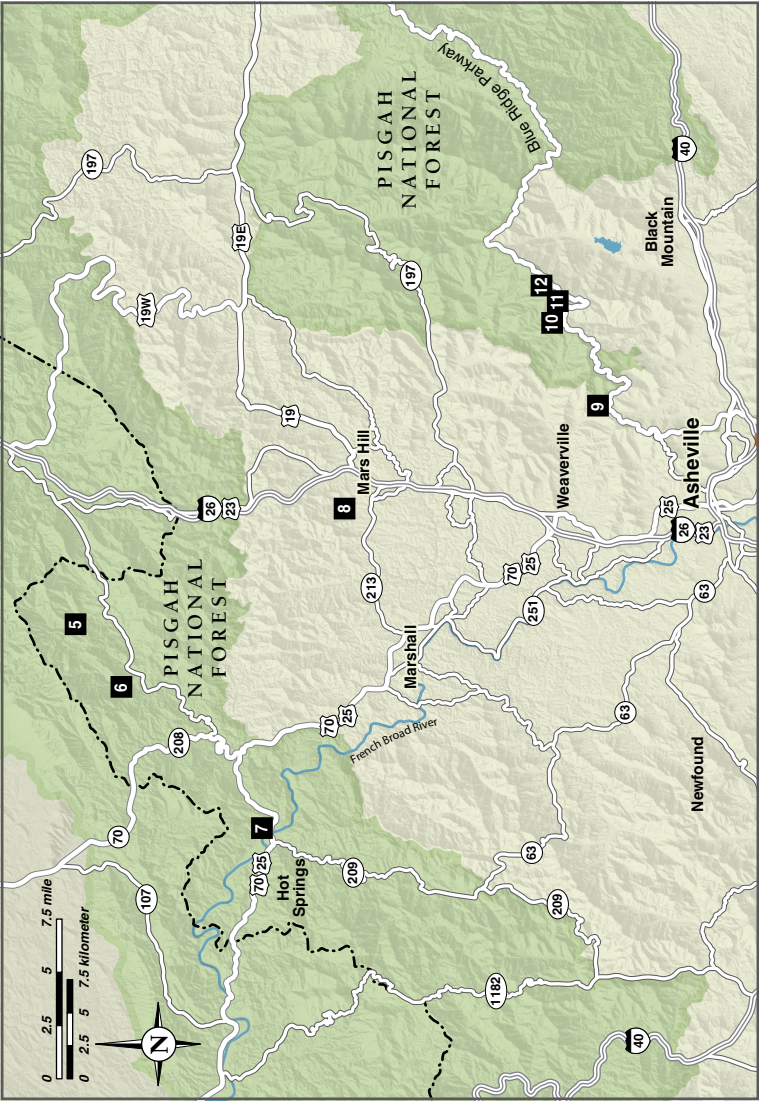 0 2.5 5 7.5 mile
0 2.5 5 7.5 kilometer
N
107
70
208
5
6
PISGAH
NATIONAL
FOREST
26
23
19W
197
19E
197
PISGAH
NATIONAL
FOREST
Blue Ridge Parkway
70
25
Hot
Springs
7
209
70
25
French Broad River
Marshall
213
8
Mars Hill
19
1182
209
63
63
251
70
25
Weaverville
9
10
11
12
40
Newfound
63
26
23
25
Asheville
Black
Mountain
40